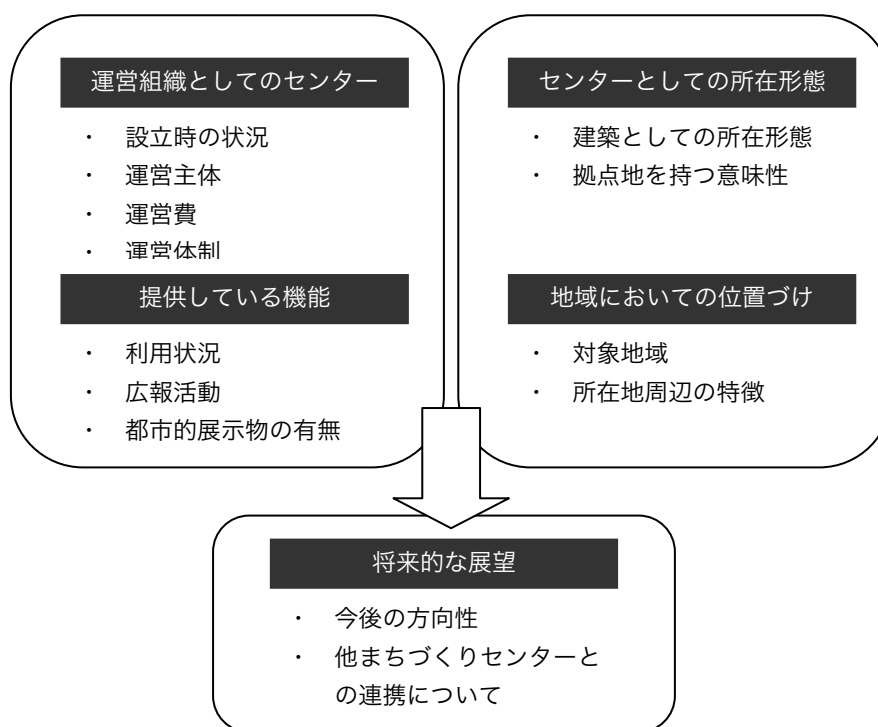 運営組織としてのセンター
・ 設立時の状況
・ 運営主体
・ 運営費
・ 運営体制
提供している機能
・ 利用状況
・ 広報活動
・ 都市的展示物の有無
センターとしての所在形態
・ 建築としての所在形態
・ 拠点地を持つ意味性
地域においての位置づけ
・ 対象地域
・ 所在地周辺の特徴
将来的な展望
・ 今後の方向性
・ 他まちづくりセンターと
の連携について